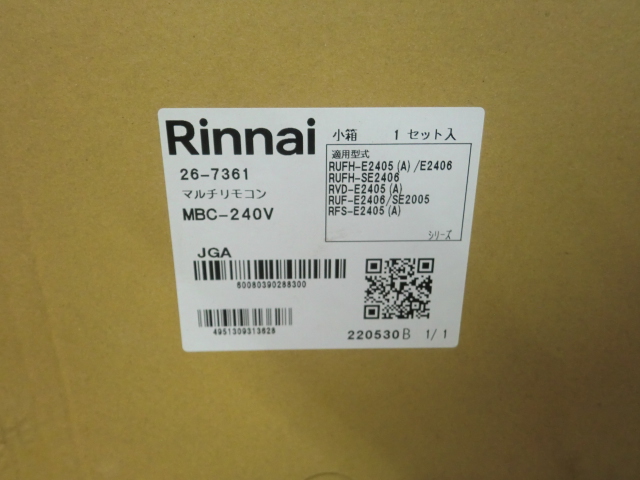 Rinnai
小箱 1 セット入
26-7361
マルチリモコン
MBC-240V
適用型式
RUFH-E2405(A)/E2406
RUFH-SE2406
RVD-E2405(A)
RUF-E2406/SE2005
RFS-E2405(A)
シリーズ
JGA
60080390288300
4951309313628
220530B 1/1